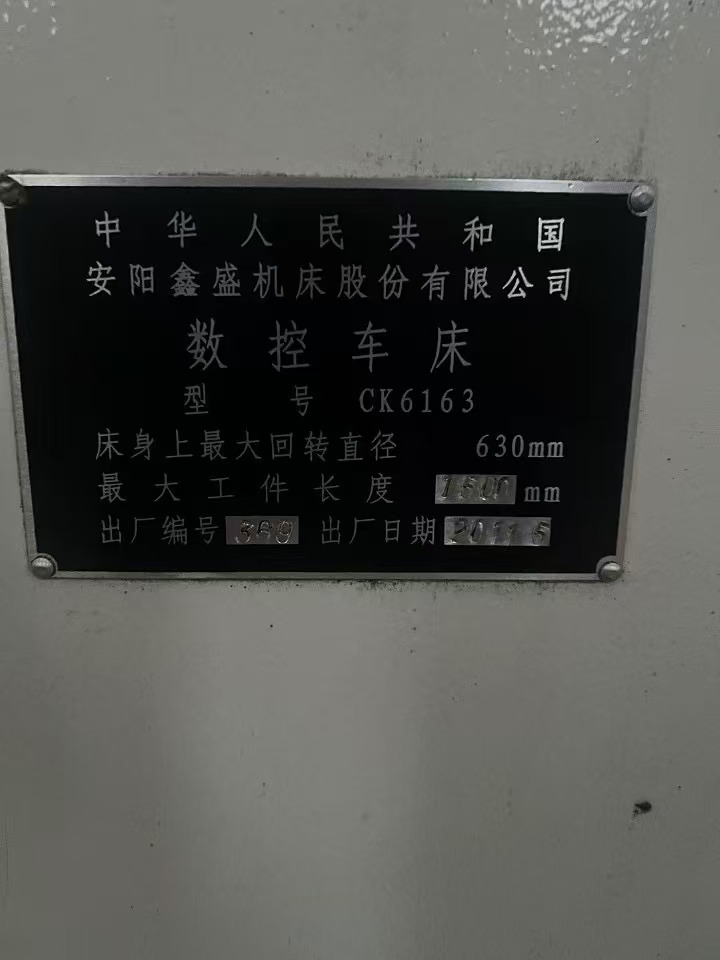 中华人民共和国
安阳鑫盛机床股份有限公司
数控车床
型号 CK6163
床身上最大回转直径 630mm
最大工件长度 1500 mm
出厂编号 出厂日期